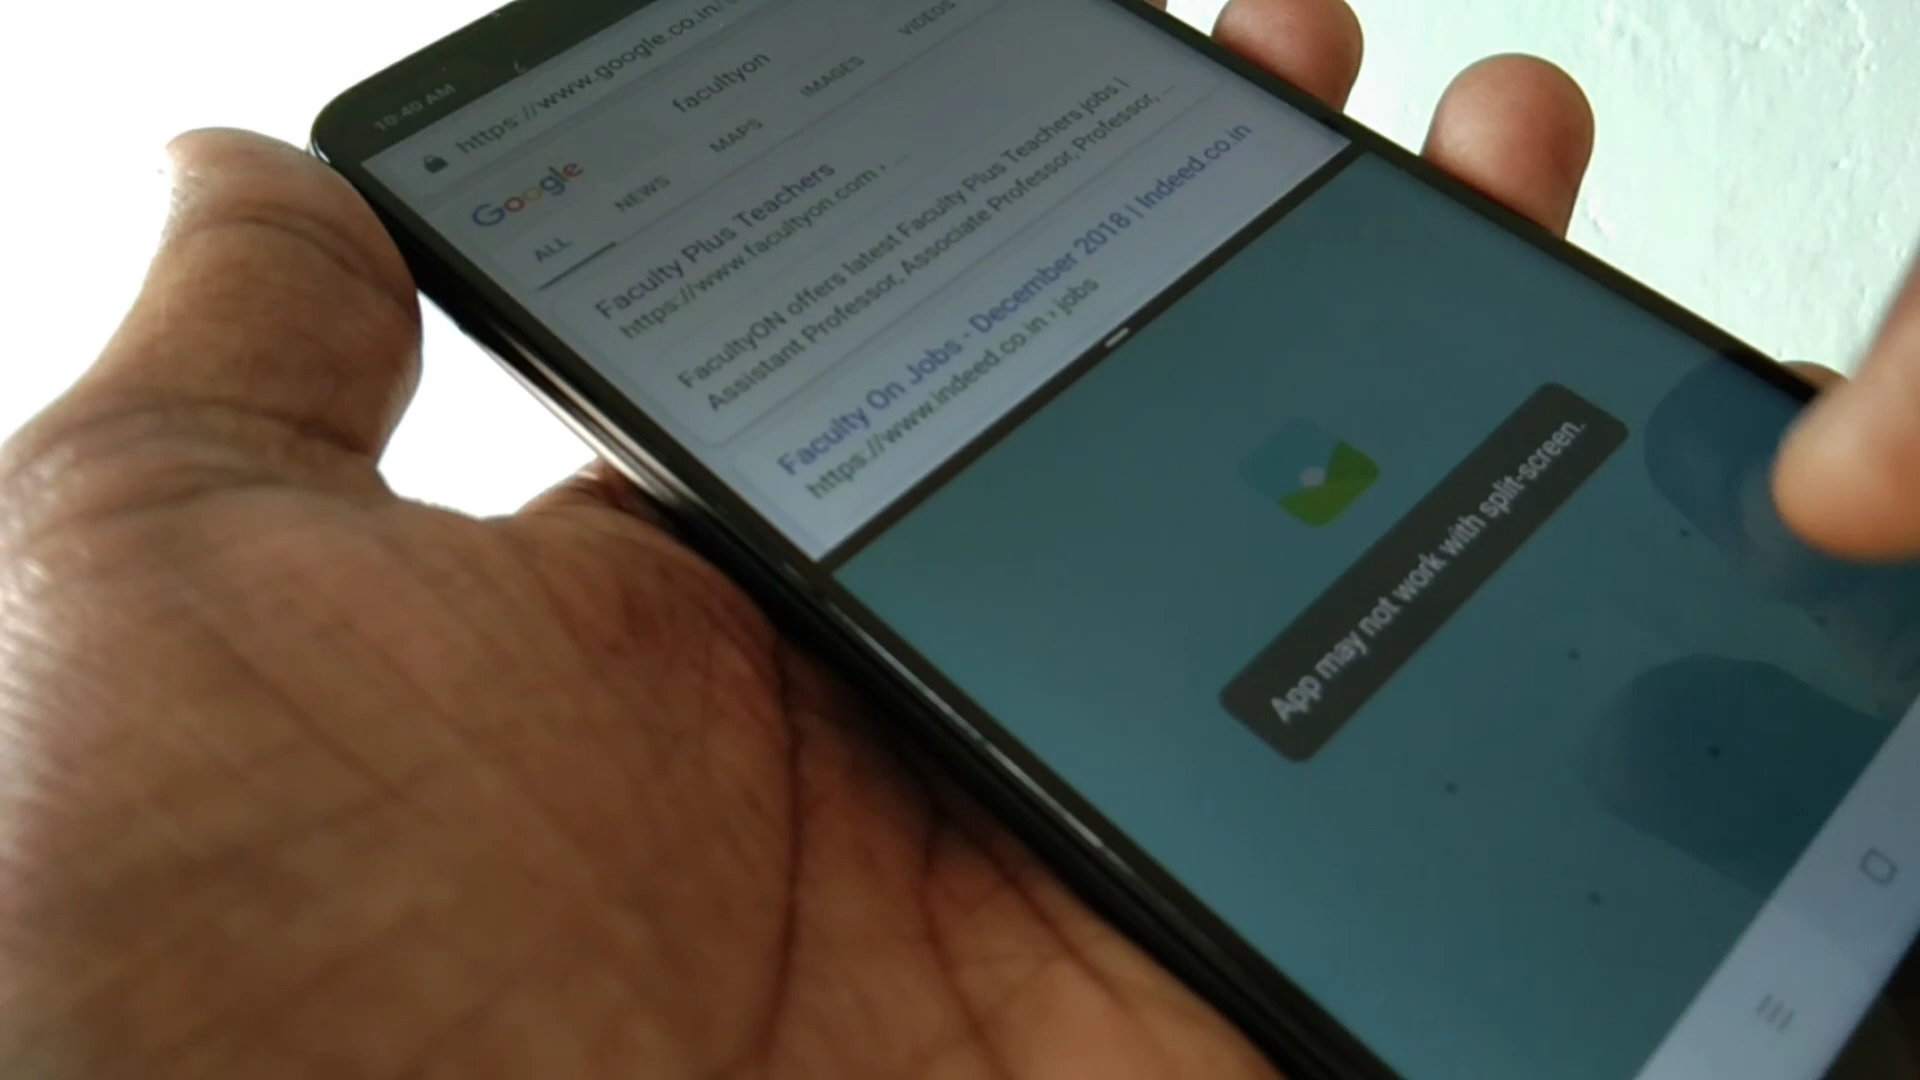 10:40 AM
https://www.google.co.in/
Google
facultyon
ALL NEWS MAPS IMAGES VIDEOS
Faculty Plus Teachers
https://www.facultyon.com › ...
FacultyON offers latest Faculty Plus Teachers jobs |
Assistant Professor, Associate Professor, Professor, ...
Faculty On Jobs - December 2018 | Indeed.co.in
https://www.indeed.co.in › jobs
App may not work with split-screen.